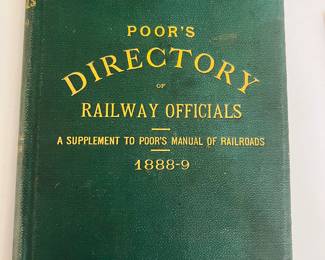 POOR'S
DIRECTORY
OF
RAILWAY OFFICIALS
A SUPPLEMENT TO POOR'S MANUAL OF RAILROADS
1888-9